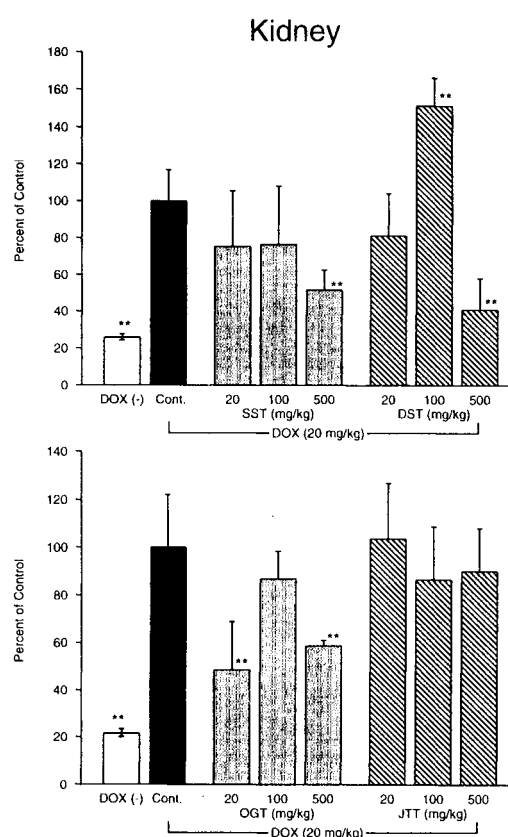 Kidney
180
160
140
120
100
80
60
40
20
0
Percent of Control
**
**
**
**
DOX (-) Cont. 20 100 500 20 100 500
SST (mg/kg) DST (mg/kg)
DOX (20 mg/kg)
140
120
100
80
60
40
20
0
Percent of Control
**
**
**
DOX (-) Cont. 20 100 500 20 100 500
OGT (mg/kg) JTT (mg/kg)
DOX (20 mg/kg)